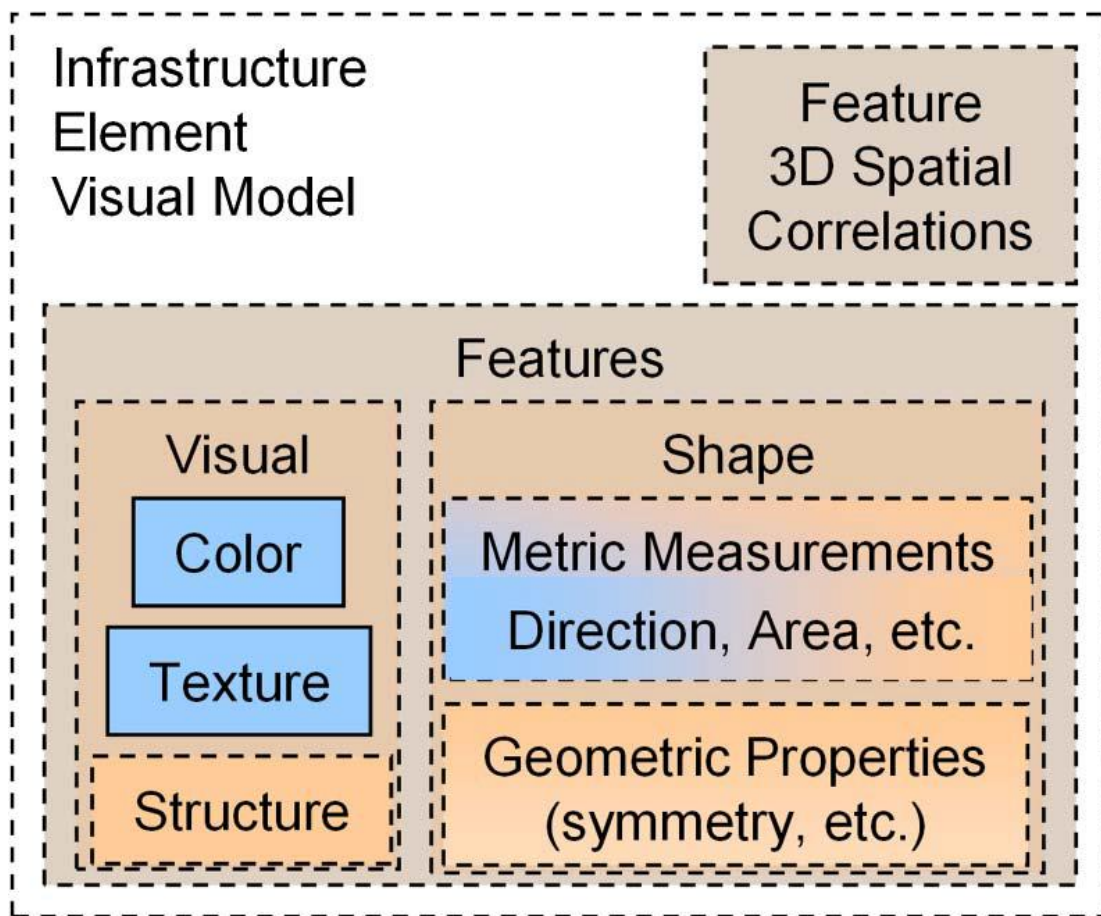 Infrastructure
Element
Visual Model
Feature
3D Spatial
Correlations
Features
Visual
Color
Texture
Structure
Shape
Metric Measurements
Direction, Area, etc.
Geometric Properties
(symmetry, etc.)